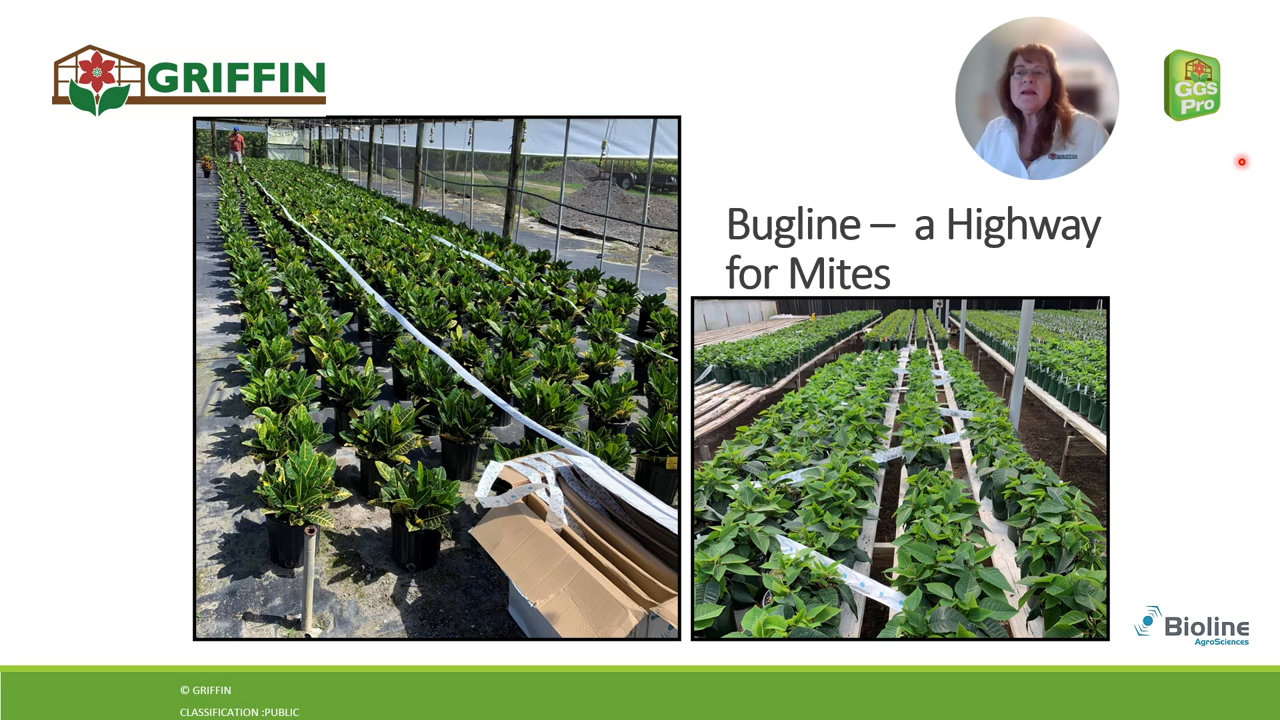 GRIFFIN
GGs
Pro
Bugline – a Highway
for Mites
Bioline
AgroSciences
© GRIFFIN
CLASSIFICATION :PUBLIC